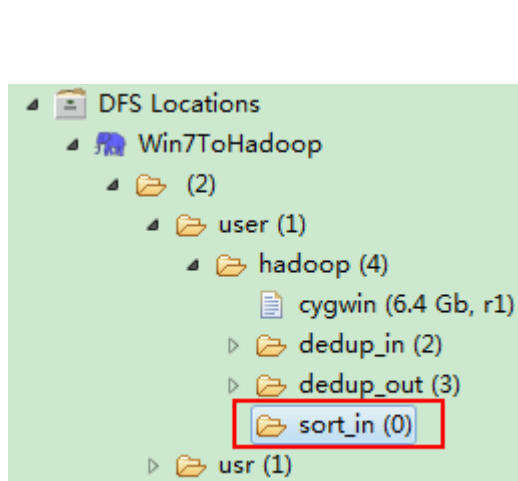 DFS Locations
Win7ToHadoop
(2)
user (1)
hadoop (4)
cygwin (6.4 Gb, r1)
dedup_in (2)
dedup_out (3)
sort_in (0)
usr (1)